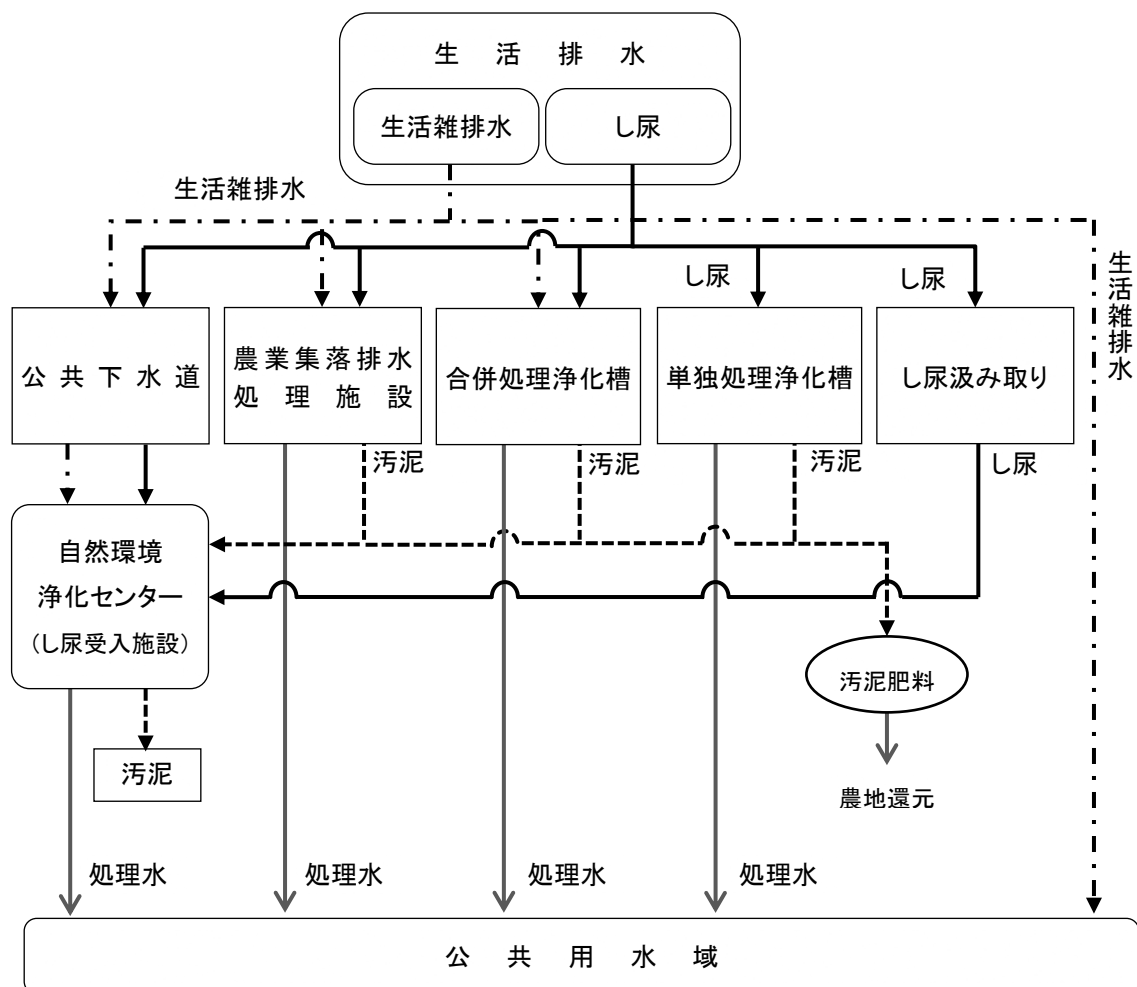 生活排水
生活雑排水
し尿
生活雑排水
し尿
し尿
生活雑排水
公共下水道
農業集落排水
処理施設
合併処理浄化槽
単独処理浄化槽
し尿汲み取り
汚泥
汚泥
汚泥
し尿
自然環境
浄化センター
(し尿受入施設)
汚泥肥料
汚泥
農地還元
処理水
処理水
処理水
処理水
公共用水域